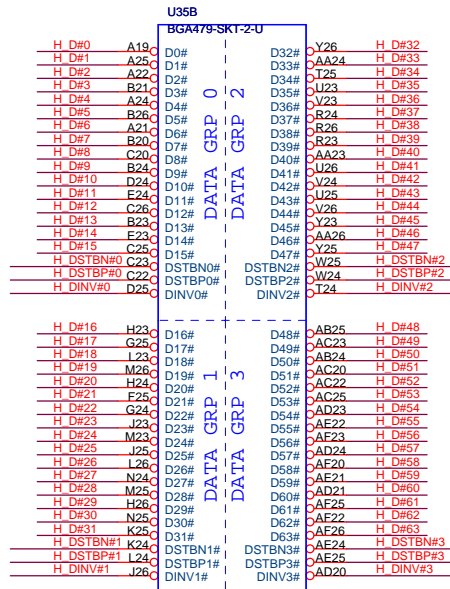 U35B
BGA479-SKT-2-U
H_D#0 A19 D0# D32# Y26 H_D#32
H_D#1 A25 D1# D33# AA24 H_D#33
H_D#2 A22 D2# D34# T25 H_D#34
H_D#3 B21 D3# D35# U23 H_D#35
H_D#4 A24 D4# D36# V23 H_D#36
H_D#5 B26 D5# D37# R24 H_D#37
H_D#6 A21 D6# D38# R26 H_D#38
H_D#7 B20 D7# D39# R23 H_D#39
H_D#8 C20 D8# D40# AA23 H_D#40
H_D#9 B24 D9# D41# U26 H_D#41
H_D#10 D24 D10# D42# V24 H_D#42
H_D#11 E24 D11# D43# U25 H_D#43
H_D#12 C26 D12# D44# V26 H_D#44
H_D#13 B23 D13# D45# Y23 H_D#45
H_D#14 E23 D14# D46# AA26 H_D#46
H_D#15 C25 D15# D47# Y25 H_D#47
H_DSTBN#0 C23 DSTBN0# DSTBN2# W25 H_DSTBN#2
H_DSTBP#0 C22 DSTBP0# DSTBP2# W24 H_DSTBP#2
H_DINV#0 D25 DINV0# DINV2# T24 H_DINV#2
DATA GRP 0
DATA GRP 2
H_D#16 H23 D16# D48# AB25 H_D#48
H_D#17 G25 D17# D49# AC23 H_D#49
H_D#18 L23 D18# D50# AB24 H_D#50
H_D#19 M26 D19# D51# AC20 H_D#51
H_D#20 H24 D20# D52# AC22 H_D#52
H_D#21 F25 D21# D53# AC25 H_D#53
H_D#22 G24 D22# D54# AD23 H_D#54
H_D#23 J23 D23# D55# AE22 H_D#55
H_D#24 M23 D24# D56# AF23 H_D#56
H_D#25 J25 D25# D57# AD24 H_D#57
H_D#26 L26 D26# D58# AF20 H_D#58
H_D#27 N24 D27# D59# AE21 H_D#59
H_D#28 M25 D28# D60# AD21 H_D#60
H_D#29 H26 D29# D61# AF25 H_D#61
H_D#30 N25 D30# D62# AF22 H_D#62
H_D#31 K25 D31# D63# AF26 H_D#63
H_DSTBN#1 K24 DSTBN1# DSTBN3# AE24 H_DSTBN#3
H_DSTBP#1 L24 DSTBP1# DSTBP3# AE25 H_DSTBP#3
H_DINV#1 J26 DINV1# DINV3# AD20 H_DINV#3
DATA GRP 1
DATA GRP 3